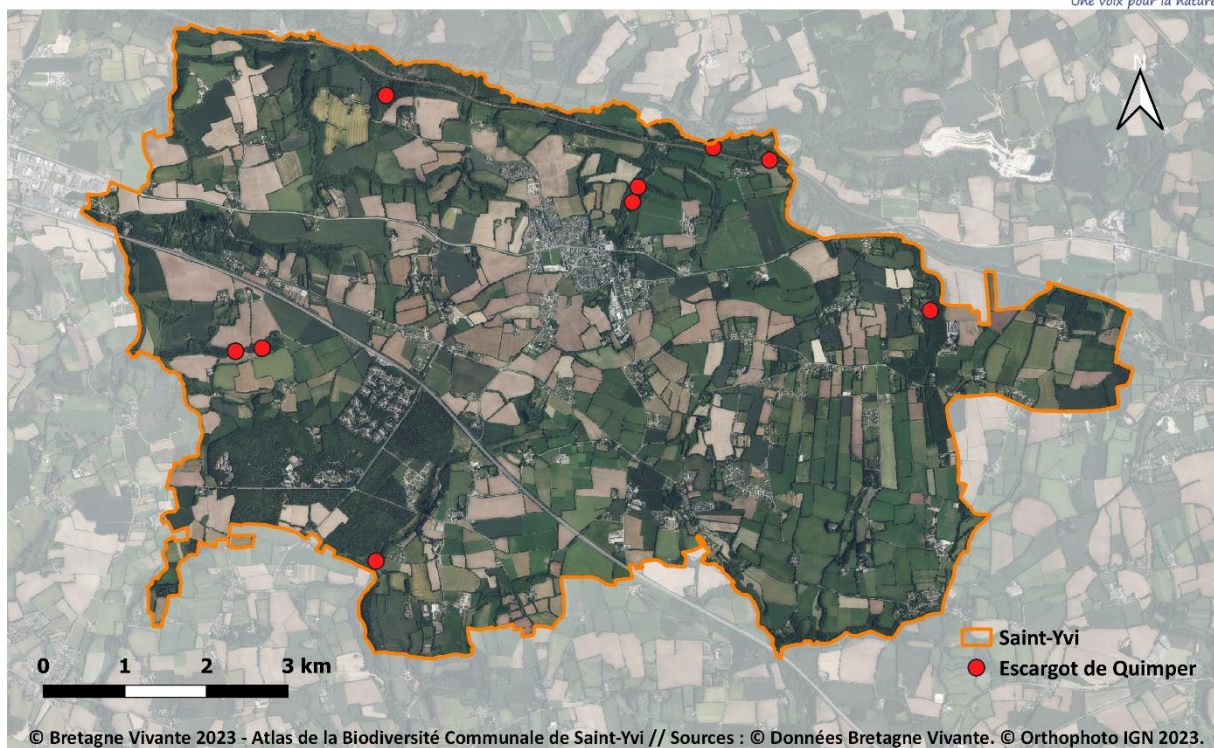 Une voix pour la nature
N
Saint-Yvi
Escargot de Quimper
0 1 2 3 km
© Bretagne Vivante 2023 - Atlas de la Biodiversité Communale de Saint-Yvi // Sources : © Données Bretagne Vivante. © Orthophoto IGN 2023.